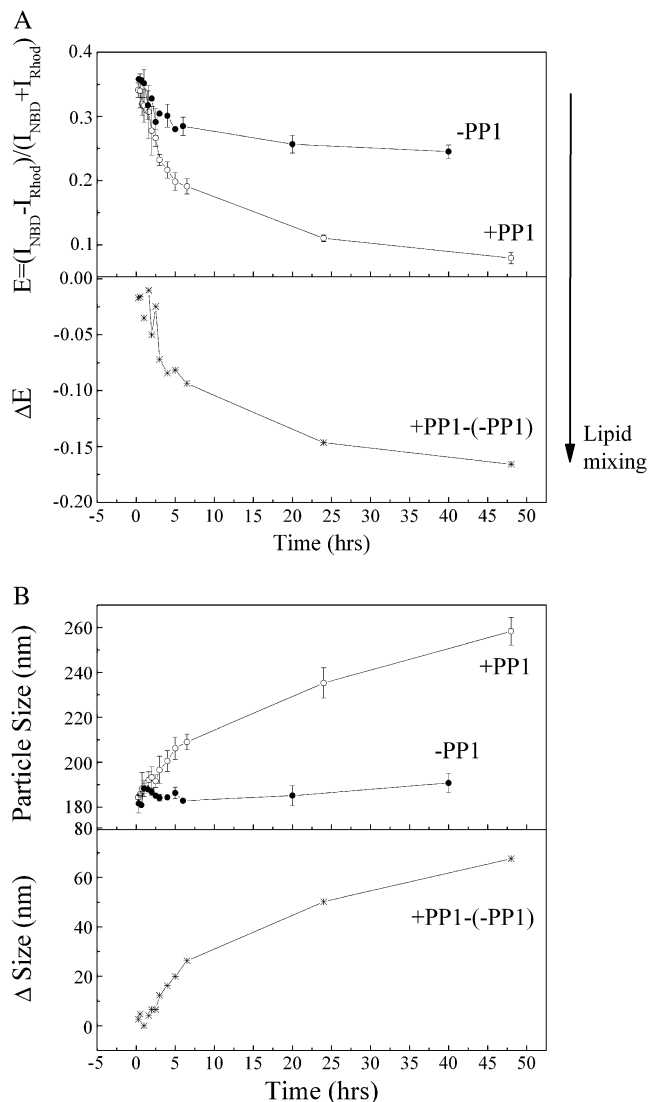 A
E=(I_NBD-I_Rhod)/(I_NBD+I_Rhod)
0.4
0.3
0.2
0.1
-PP1
+PP1
ΔE
0.00
-0.05
-0.10
-0.15
-0.20
+PP1-(-PP1)
-5 0 5 10 15 20 25 30 35 40 45 50
Time (hrs)
Lipid
mixing
B
Particle Size (nm)
260
240
220
200
180
+PP1
-PP1
Δ Size (nm)
80
60
40
20
0
+PP1-(-PP1)
-5 0 5 10 15 20 25 30 35 40 45 50
Time (hrs)